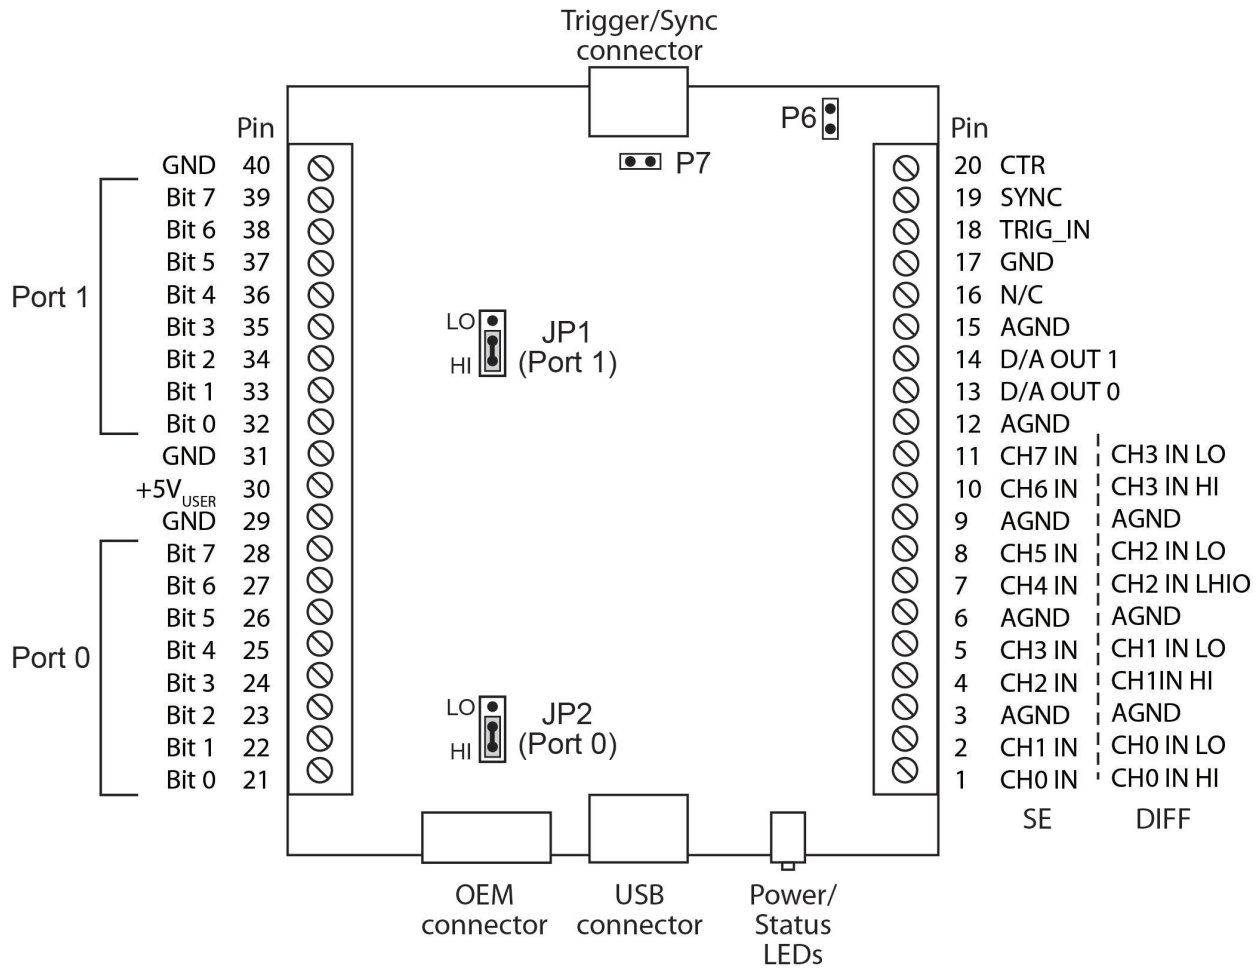 Trigger/Sync
connector
P6
P7
Pin
GND 40
Bit 7 39
Bit 6 38
Bit 5 37
Bit 4 36
Bit 3 35
Bit 2 34
Bit 1 33
Bit 0 32
GND 31
+5V USER 30
GND 29
Bit 7 28
Bit 6 27
Bit 5 26
Bit 4 25
Bit 3 24
Bit 2 23
Bit 1 22
Bit 0 21
Port 1
Port 0
LO
HI
JP1
(Port 1)
LO
HI
JP2
(Port 0)
Pin
20 CTR
19 SYNC
18 TRIG_IN
17 GND
16 N/C
15 AGND
14 D/A OUT 1
13 D/A OUT 0
12 AGND
11 CH7 IN CH3 IN LO
10 CH6 IN CH3 IN HI
9 AGND AGND
8 CH5 IN CH2 IN LO
7 CH4 IN CH2 IN LHIO
6 AGND AGND
5 CH3 IN CH1 IN LO
4 CH2 IN CH1IN HI
3 AGND AGND
2 CH1 IN CH0 IN LO
1 CH0 IN CH0 IN HI
SE DIFF
OEM
connector
USB
connector
Power/
Status
LEDs